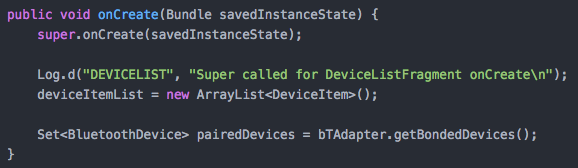 public void onCreate(Bundle savedInstanceState) {
    super.onCreate(savedInstanceState);

    Log.d("DEVICELIST", "Super called for DeviceListFragment onCreate\n");
    deviceItemList = new ArrayList<DeviceItem>();

    Set<BluetoothDevice> pairedDevices = bTAdapter.getBondedDevices();
}